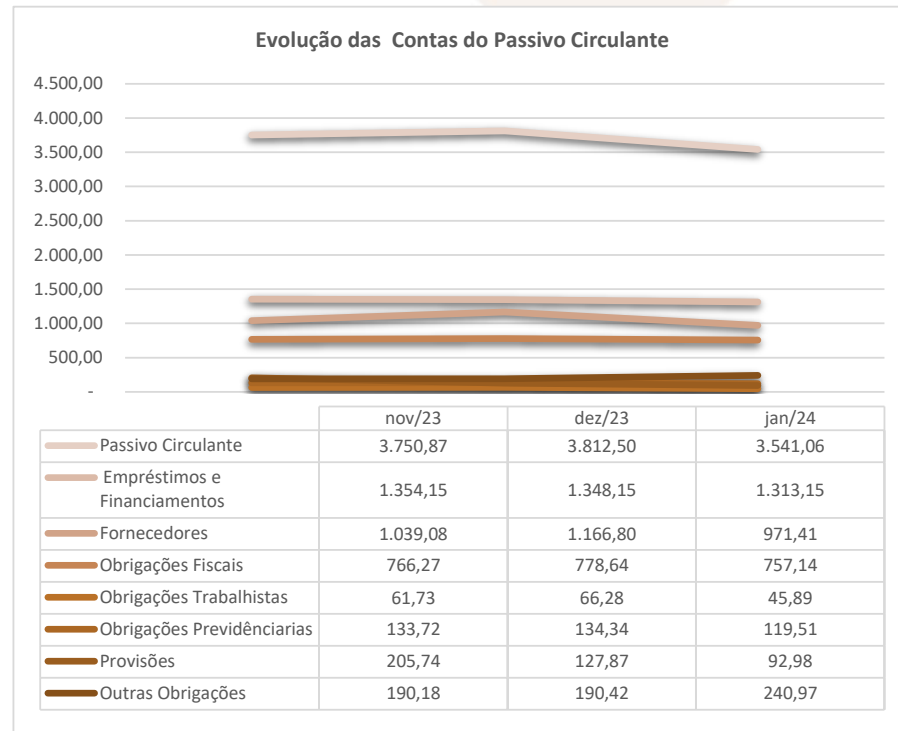 Evolução das  Contas do Passivo Circulante
4.500,00
4.000,00
3.500,00
3.000,00
2.500,00
2.000,00
1.500,00
1.000,00
500,00
-
nov/23 dez/23 jan/24
Passivo Circulante 3.750,87 3.812,50 3.541,06
Empréstimos e
Financiamentos 1.354,15 1.348,15 1.313,15
Fornecedores 1.039,08 1.166,80 971,41
Obrigações Fiscais 766,27 778,64 757,14
Obrigações Trabalhistas 61,73 66,28 45,89
Obrigações Previdênciarias 133,72 134,34 119,51
Provisões 205,74 127,87 92,98
Outras Obrigações 190,18 190,42 240,97